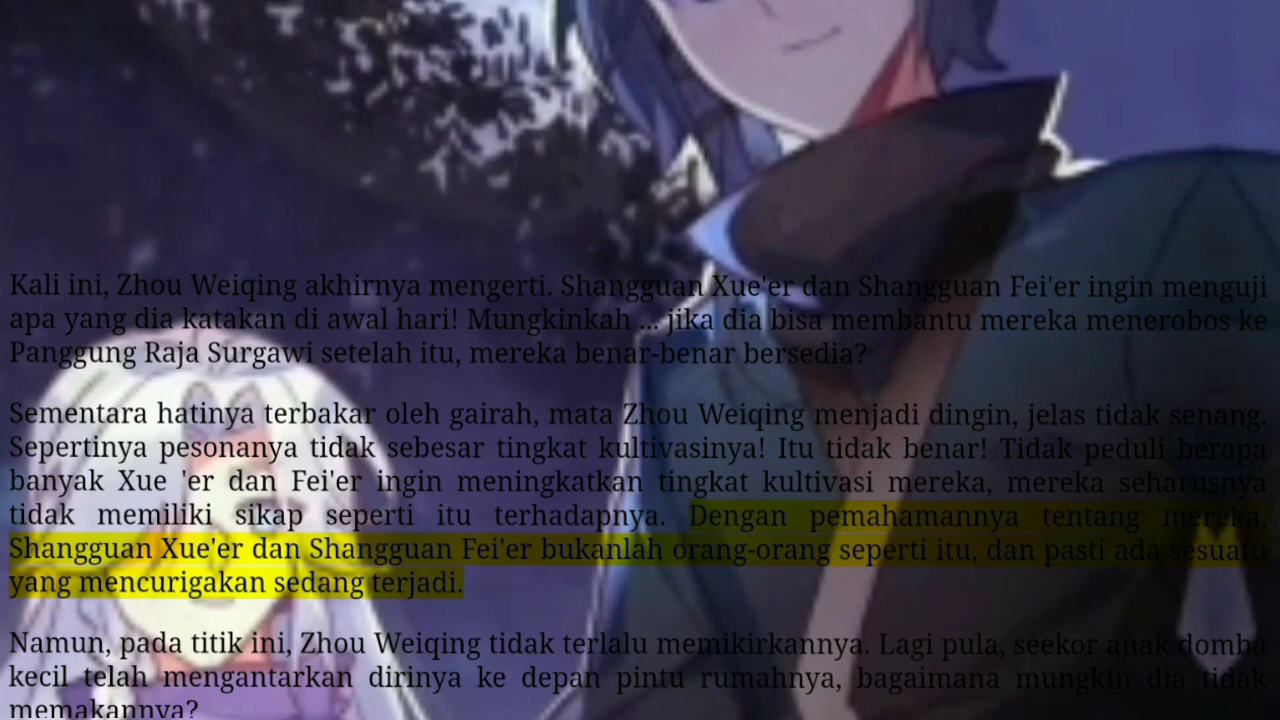 Kali ini, Zhou Weiqing akhirnya mengerti. Shangguan Xue'er dan Shangguan Fei'er ingin menguji
apa yang dia katakan di awal hari! Mungkinkah ... jika dia bisa membantu mereka menerobos ke
Panggung Raja Surgawi setelah itu, mereka benar-benar bersedia?
Sementara hatinya terbakar oleh gairah, mata Zhou Weiqing menjadi dingin, jelas tidak senang.
Sepertinya pesonanya tidak sebesar tingkat kultivasinya! Itu tidak benar! Tidak peduli berapa
banyak Xue 'er dan Fei'er ingin meningkatkan tingkat kultivasi mereka, mereka seharusnya
tidak memiliki sikap seperti itu terhadapnya. Dengan pemahamannya tentang mereka,
Shangguan Xue'er dan Shangguan Fei'er bukanlah orang-orang seperti itu, dan pasti ada sesuatu
yang mencurigakan sedang terjadi.
Namun, pada titik ini, Zhou Weiqing tidak terlalu memikirkannya. Lagi pula, seekor anak domba
kecil telah mengantarkan dirinya ke depan pintu rumahnya, bagaimana mungkin dia tidak
memakannya?